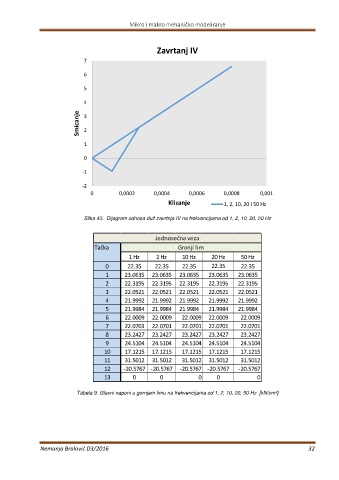 Mikro i makro mehaničko modeliranje
Zavrtanj IV
7
6
5
4
3
2
1
0
-1
-2
Smicanje
0 0,0002 0,0004 0,0006 0,0008 0,001
Klizanje
1, 2, 10, 20 i 50 Hz
Slika 43. Dijagram odnosa duž zavrtnja IV na frekvencijama od 1, 2, 10, 20, 50 Hz
Jednosečna veza
Tačka Gronji lim
1 Hz 2 Hz 10 Hz 20 Hz 50 Hz
0 22.35 22.35 22.35 22.35 22.35
1 23.0635 23.0635 23.0635 23.0635 23.0635
2 22.3195 22.3195 22.3195 22.3195 22.3195
3 22.0521 22.0521 22.0521 22.0521 22.0521
4 21.9992 21.9992 21.9992 21.9992 21.9992
5 21.9984 21.9984 21.9984 21.9984 21.9984
6 22.0009 22.0009 22.0009 22.0009 22.0009
7 22.0701 22.0701 22.0701 22.0701 22.0701
8 23.2427 23.2427 23.2427 23.2427 23.2427
9 24.5104 24.5104 24.5104 24.5104 24.5104
10 17.1215 17.1215 17.1215 17.1215 17.1215
11 31.5012 31.5012 31.5012 31.5012 31.5012
12 -20.5767 -20.5767 -20.5767 -20.5767 -20.5767
13 0 0 0 0 0
Tabela 9. Glavni naponi u gornjem limu na frekvencijama od 1, 2, 10, 20, 50 Hz [kN/cm²]
Nemanja Bralović D3/2016 32